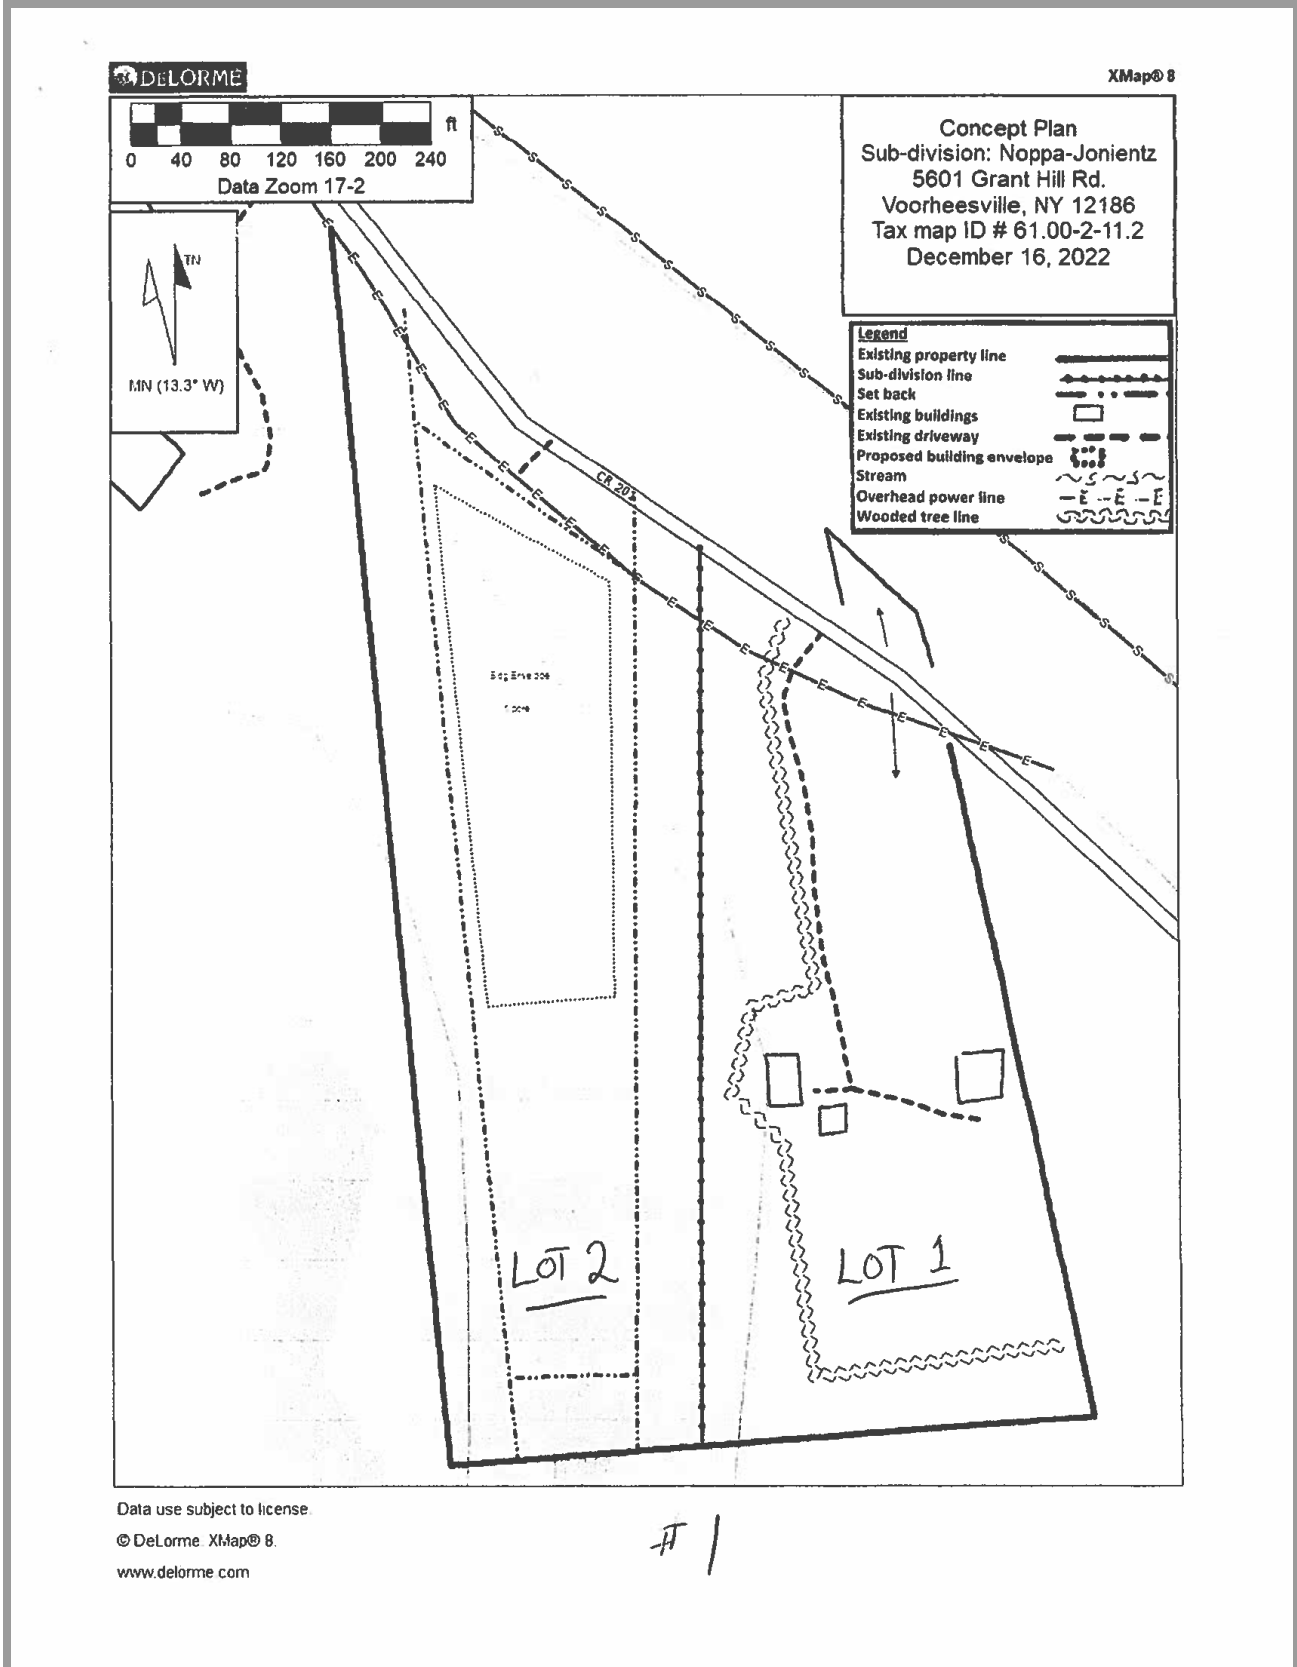 DELORME
XMap® 8
ft
0 40 80 120 160 200 240
Data Zoom 17-2
Concept Plan
Sub-division: Noppa-Jonientz
5601 Grant Hill Rd.
Voorheesville, NY 12186
Tax map ID # 61.00-2-11.2
December 16, 2022
TN
MN (13.3° W)
Legend
Existing property line
Sub-division line
Set back
Existing buildings
Existing driveway
Proposed building envelope
Stream
Overhead power line
Wooded tree line
CR 201
Bldg Envelope
LOT 2
LOT 1
Data use subject to license.
© DeLorme. XMap® 8.
www.delorme.com
# 1